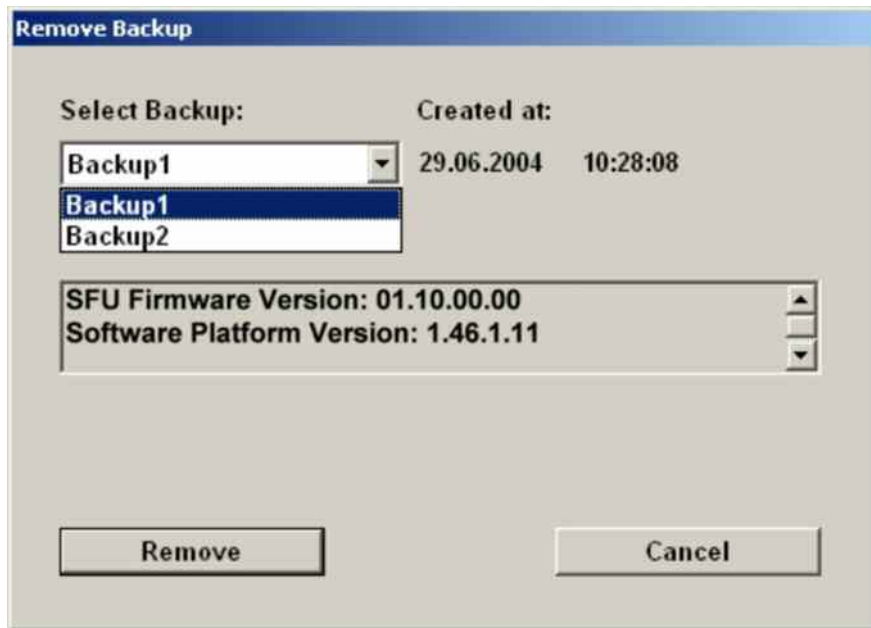 Remove Backup
Select Backup: Created at:
Backup1 29.06.2004 10:28:08
Backup1
Backup2
SFU Firmware Version: 01.10.00.00
Software Platform Version: 1.46.1.11
Remove Cancel